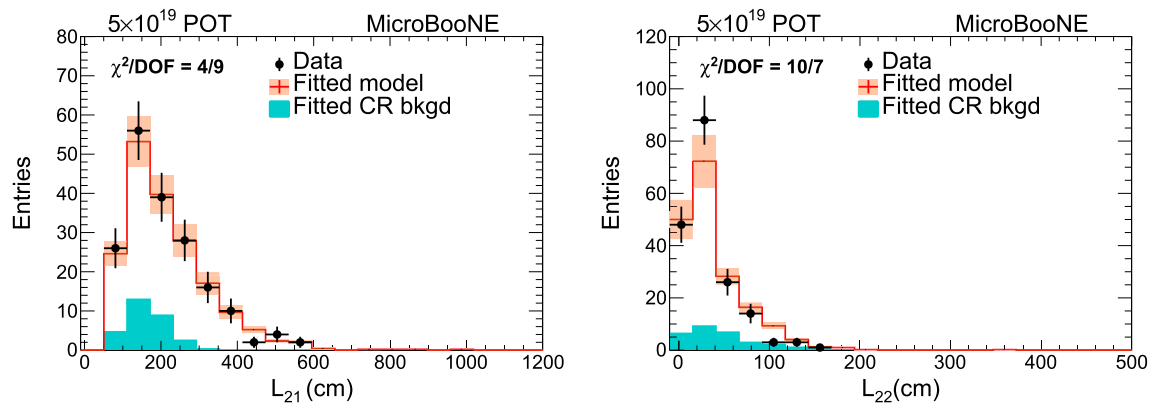 5×10¹⁹ POT MicroBooNE
χ²/DOF = 4/9
Data
Fitted model
Fitted CR bkgd
Entries
80
70
60
50
40
30
20
10
0
0 200 400 600 800 1000 1200
L₂₁ (cm)
5×10¹⁹ POT MicroBooNE
χ²/DOF = 10/7
Data
Fitted model
Fitted CR bkgd
Entries
120
100
80
60
40
20
0
0 100 200 300 400 500
L₂₂(cm)